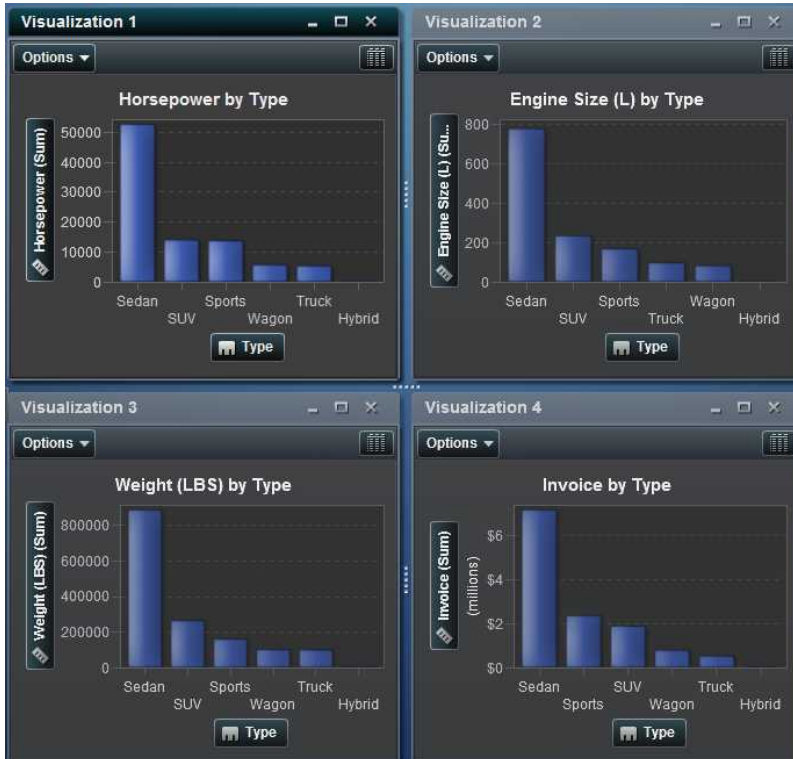 Visualization 1
Options
Horsepower by Type
Horsepower (Sum)
50000
40000
30000
20000
10000
0
Sedan
SUV
Sports
Wagon
Truck
Hybrid
Type
Visualization 2
Options
Engine Size (L) by Type
Engine Size (L) (Su...
800
600
400
200
0
Sedan
SUV
Sports
Truck
Wagon
Hybrid
Type
Visualization 3
Options
Weight (LBS) by Type
Weight (LBS) (Sum)
800000
600000
400000
200000
0
Sedan
SUV
Sports
Wagon
Truck
Hybrid
Type
Visualization 4
Options
Invoice by Type
Invoice (Sum)
(millions)
$6
$4
$2
$0
Sedan
Sports
SUV
Wagon
Truck
Hybrid
Type